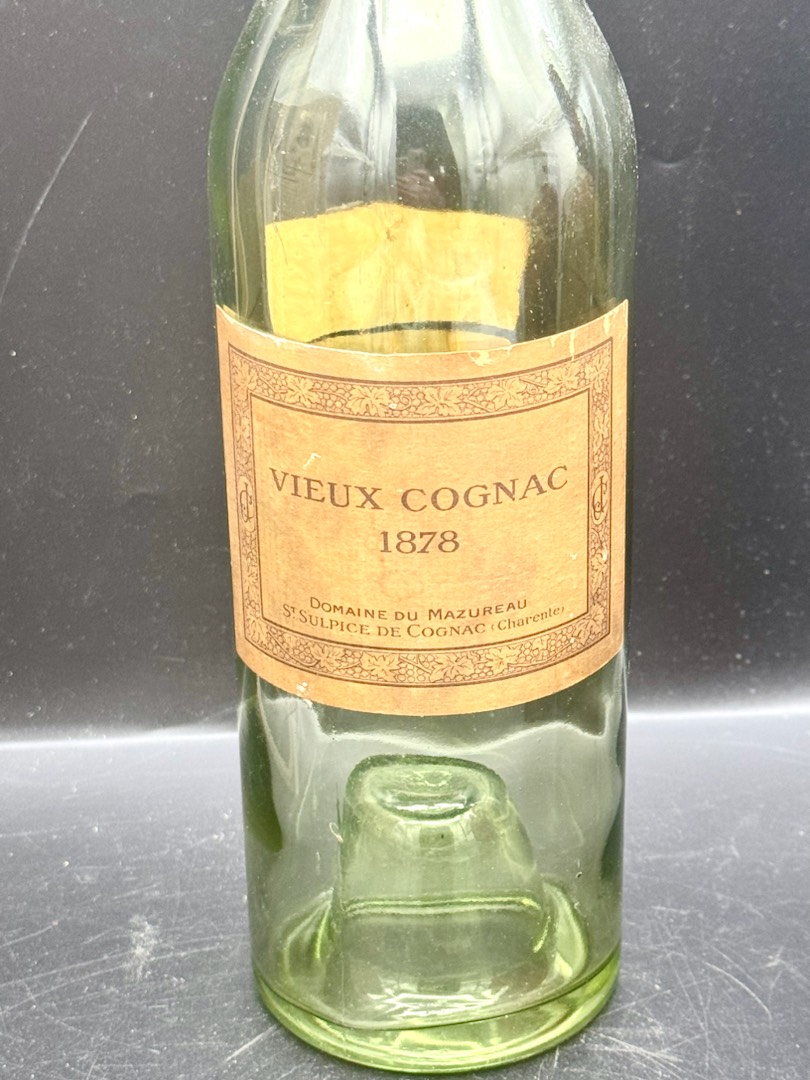 VIEUX COGNAC
1878
DOMAINE DU MAZUREAU
ST SULPICE DE COGNAC (Charente)